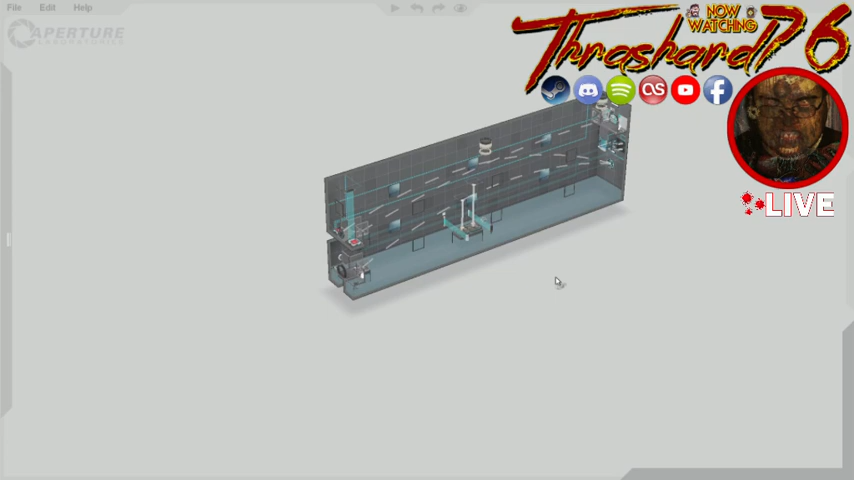 File Edit Help
APERTURE
LABORATORIES
NOW
WATCHING
Thrashard76
LIVE